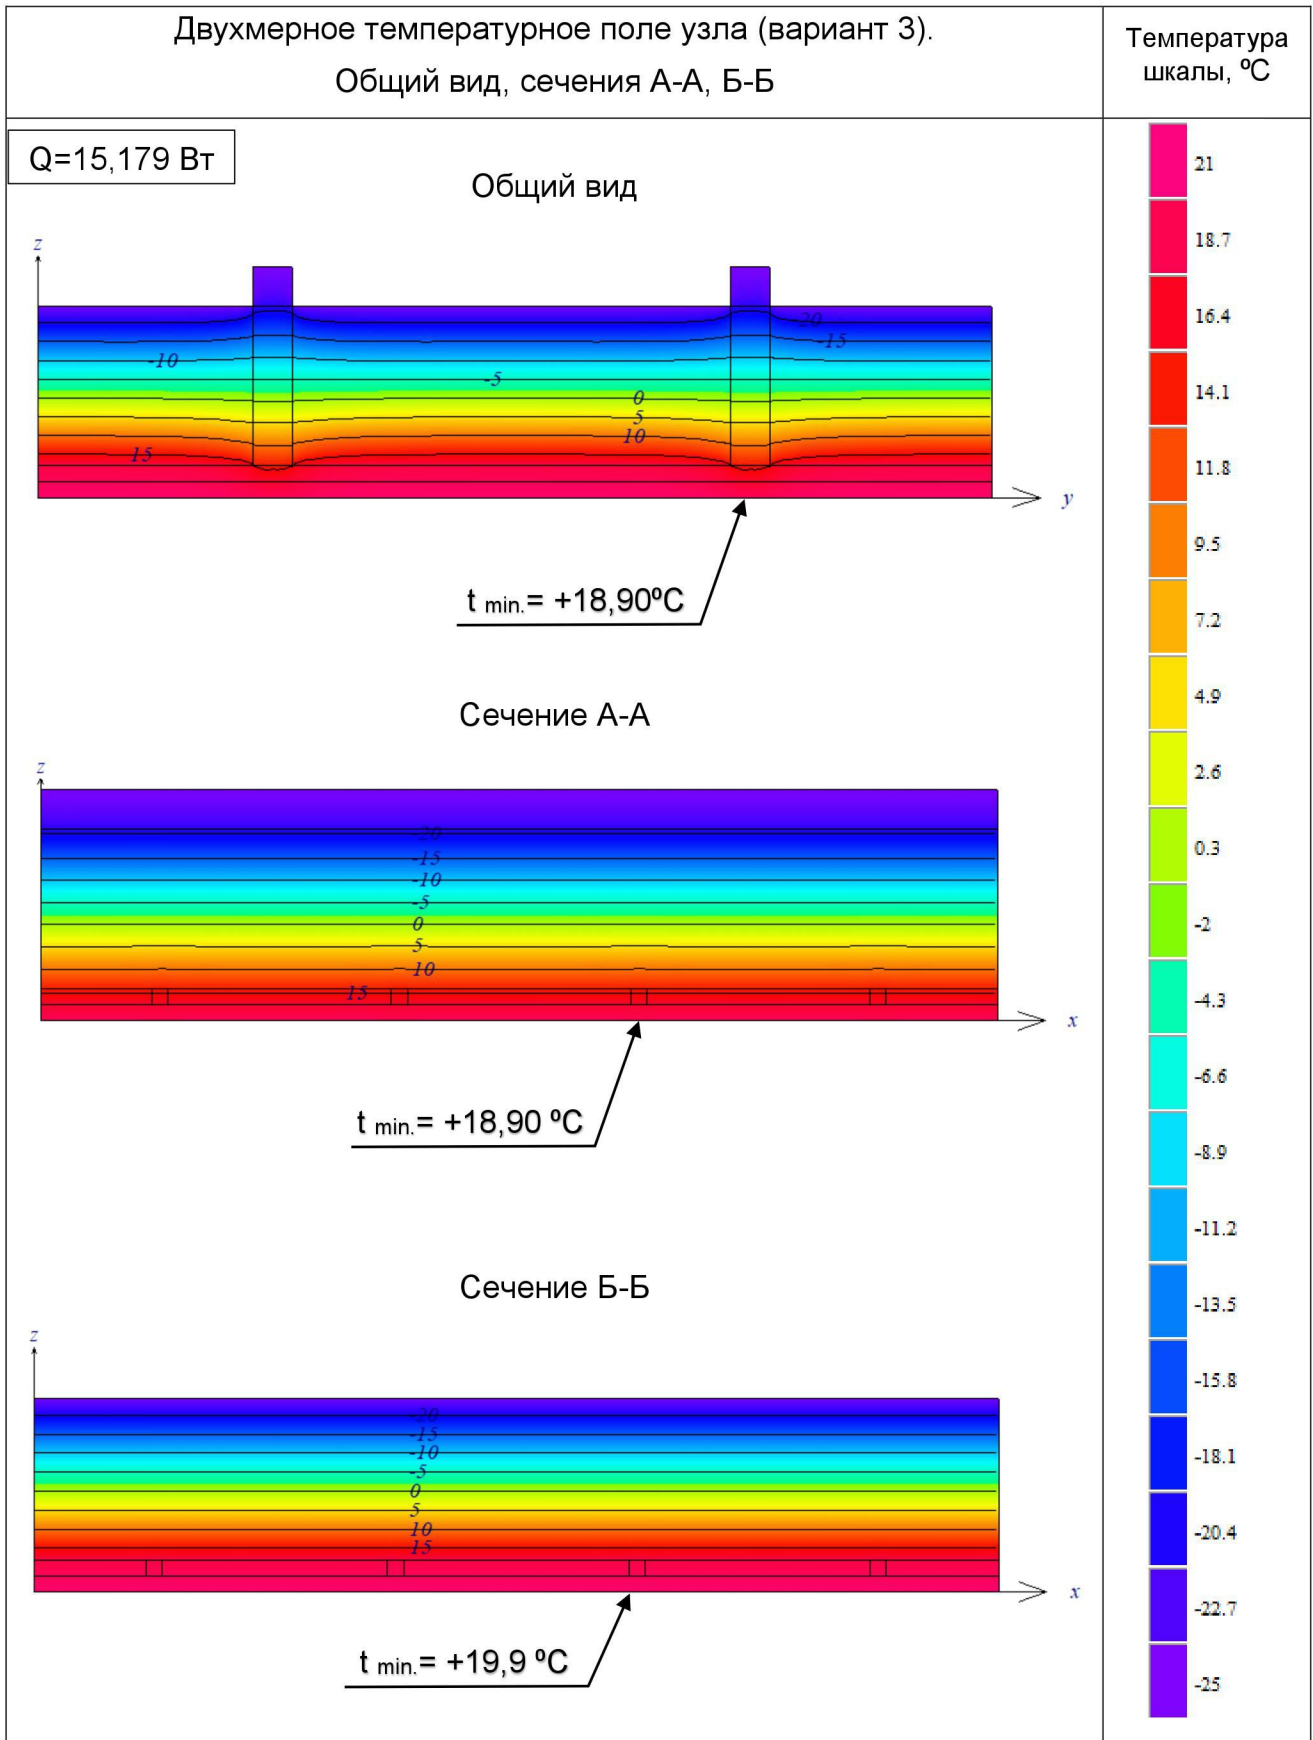 Двухмерное температурное поле узла (вариант 3).
Общий вид, сечения А-А, Б-Б
Температура
шкалы, ºС
Q=15,179 Вт
Общий вид
z
-20
-15
-10
-5
0
5
10
15
y
t min.= +18,90ºС
Сечение А-А
z
-20
-15
-10
-5
0
5
10
15
x
t min.= +18,90 ºС
Сечение Б-Б
z
-20
-15
-10
-5
0
5
10
15
x
t min.= +19,9 ºС
21
18.7
16.4
14.1
11.8
9.5
7.2
4.9
2.6
0.3
-2
-4.3
-6.6
-8.9
-11.2
-13.5
-15.8
-18.1
-20.4
-22.7
-25